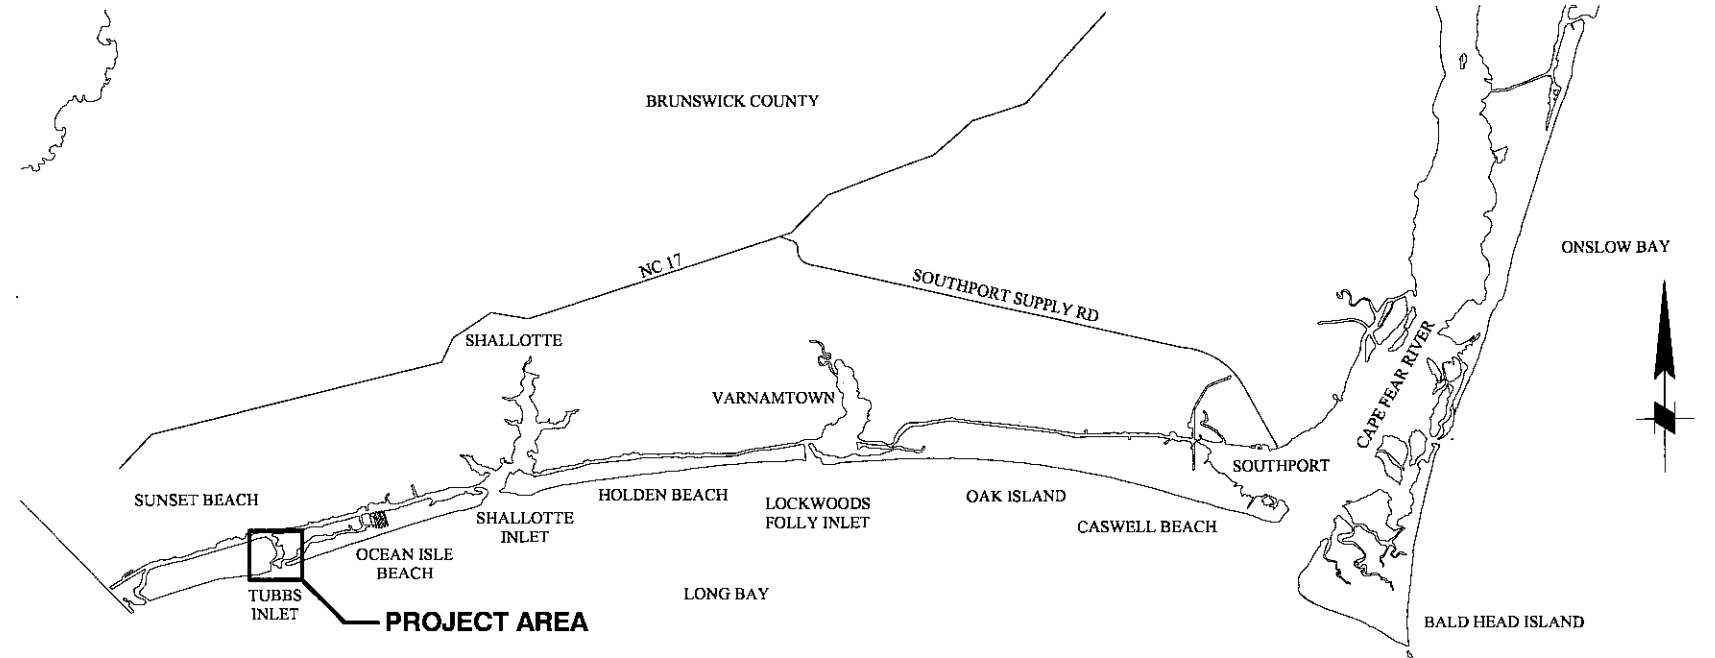 BRUNSWICK COUNTY
ONSLOW BAY
NC 17
SOUTHPORT SUPPLY RD
SHALLOTTE
CAPE FEAR RIVER
VARNAMTOWN
SOUTHPORT
SUNSET BEACH
HOLDEN BEACH
LOCKWOODS
FOLLY INLET
OAK ISLAND
SHALLOTTE
INLET
CASWELL BEACH
OCEAN ISLE
BEACH
TUBBS
INLET
LONG BAY
PROJECT AREA
BALD HEAD ISLAND